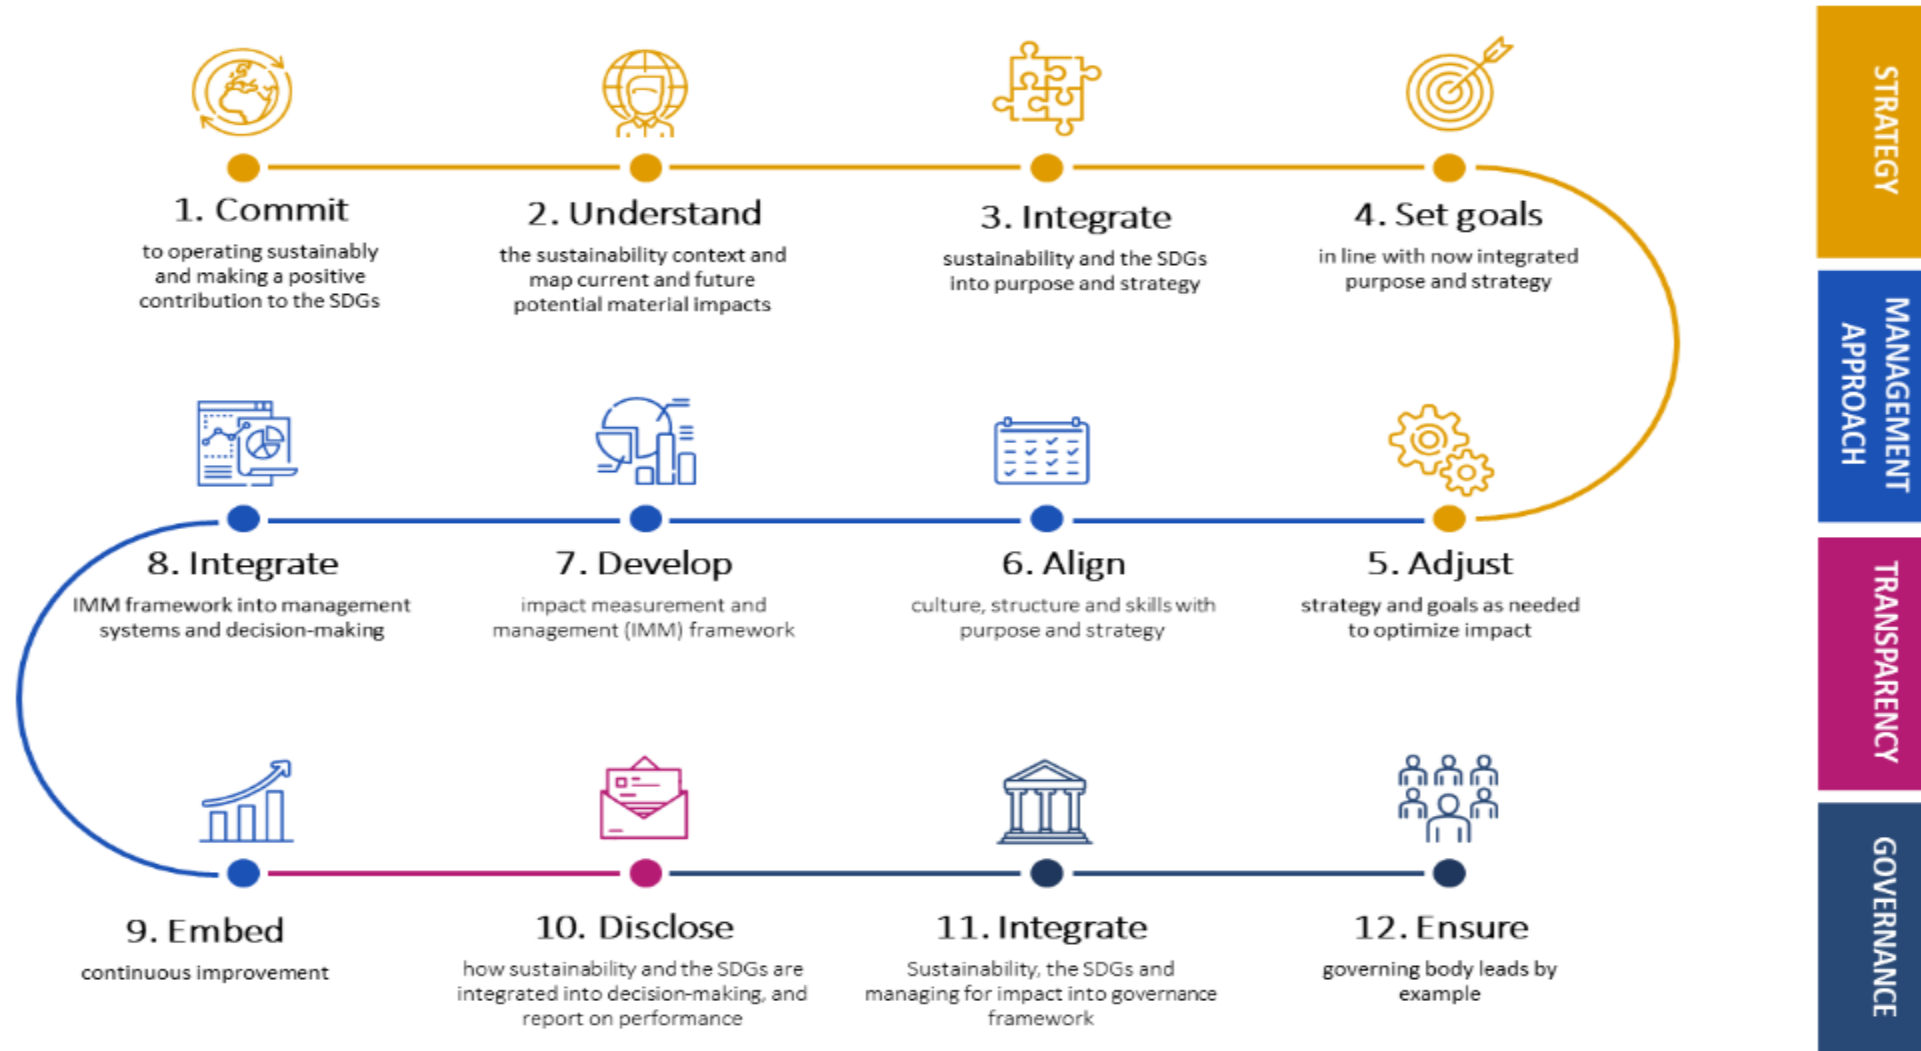 1. Commit
to operating sustainably
and making a positive
contribution to the SDGs
2. Understand
the sustainability context and
map current and future
potential material impacts
3. Integrate
sustainability and the SDGs
into purpose and strategy
4. Set goals
in line with now integrated
purpose and strategy
5. Adjust
strategy and goals as needed
to optimize impact
6. Align
culture, structure and skills with
purpose and strategy
7. Develop
impact measurement and
management (IMM) framework
8. Integrate
IMM framework into management
systems and decision-making
9. Embed
continuous improvement
10. Disclose
how sustainability and the SDGs are
integrated into decision-making, and
report on performance
11. Integrate
Sustainability, the SDGs and
managing for impact into governance
framework
12. Ensure
governing body leads by
example
STRATEGY
MANAGEMENT
APPROACH
TRANSPARENCY
GOVERNANCE